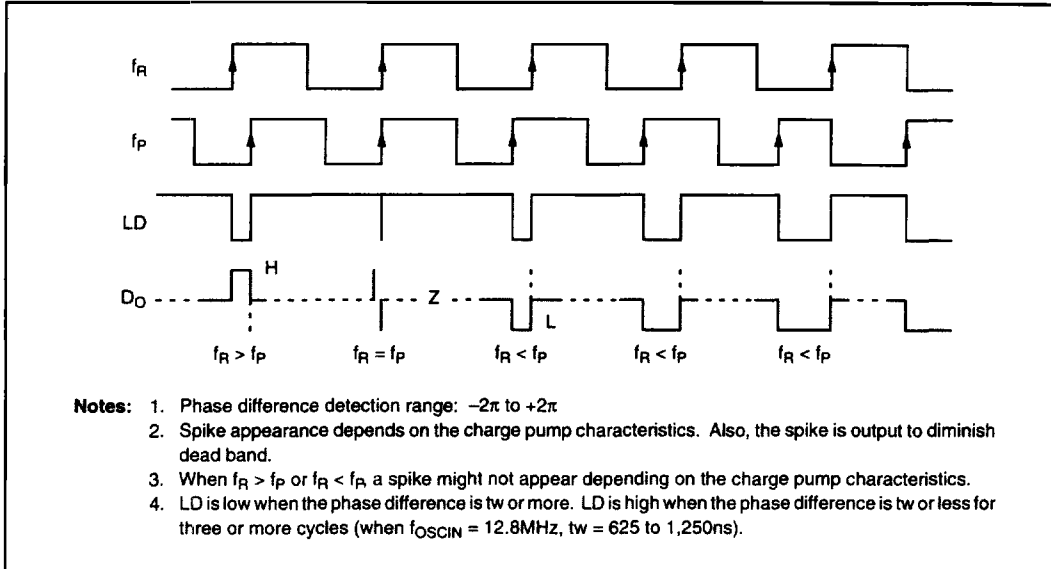 fR
fP
LD
H
DO
Z
L
fR > fP
fR = fP
fR < fP
fR < fP
fR < fP
Notes: 1. Phase difference detection range: −2π to +2π
2. Spike appearance depends on the charge pump characteristics. Also, the spike is output to diminish
dead band.
3. When fR > fP or fR < fP, a spike might not appear depending on the charge pump characteristics.
4. LD is low when the phase difference is tw or more. LD is high when the phase difference is tw or less for
three or more cycles (when fOSCIN = 12.8MHz, tw = 625 to 1,250ns).